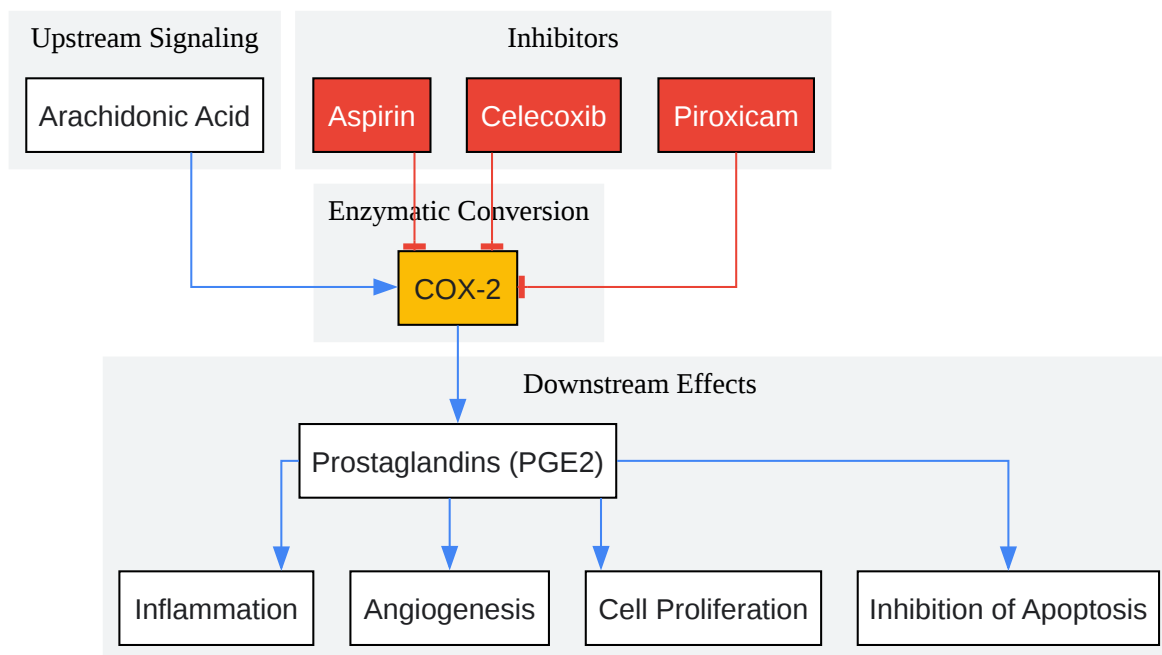 Upstream Signaling
Inhibitors
Arachidonic Acid
Aspirin
Celecoxib
Piroxicam
Enzymatic Conversion
COX-2
Downstream Effects
Prostaglandins (PGE2)
Inflammation
Angiogenesis
Cell Proliferation
Inhibition of Apoptosis